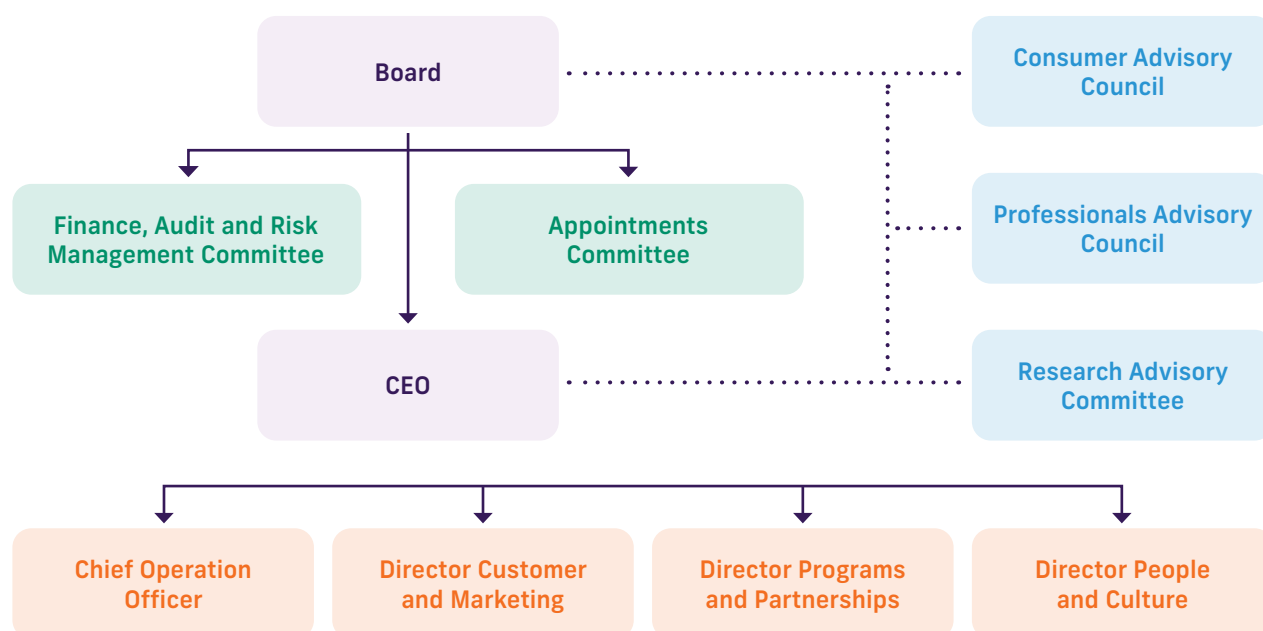 Board
Consumer Advisory
Council
Finance, Audit and Risk
Management Committee
Appointments
Committee
Professionals Advisory
Council
CEO
Research Advisory
Committee
Chief Operation
Officer
Director Customer
and Marketing
Director Programs
and Partnerships
Director People
and Culture